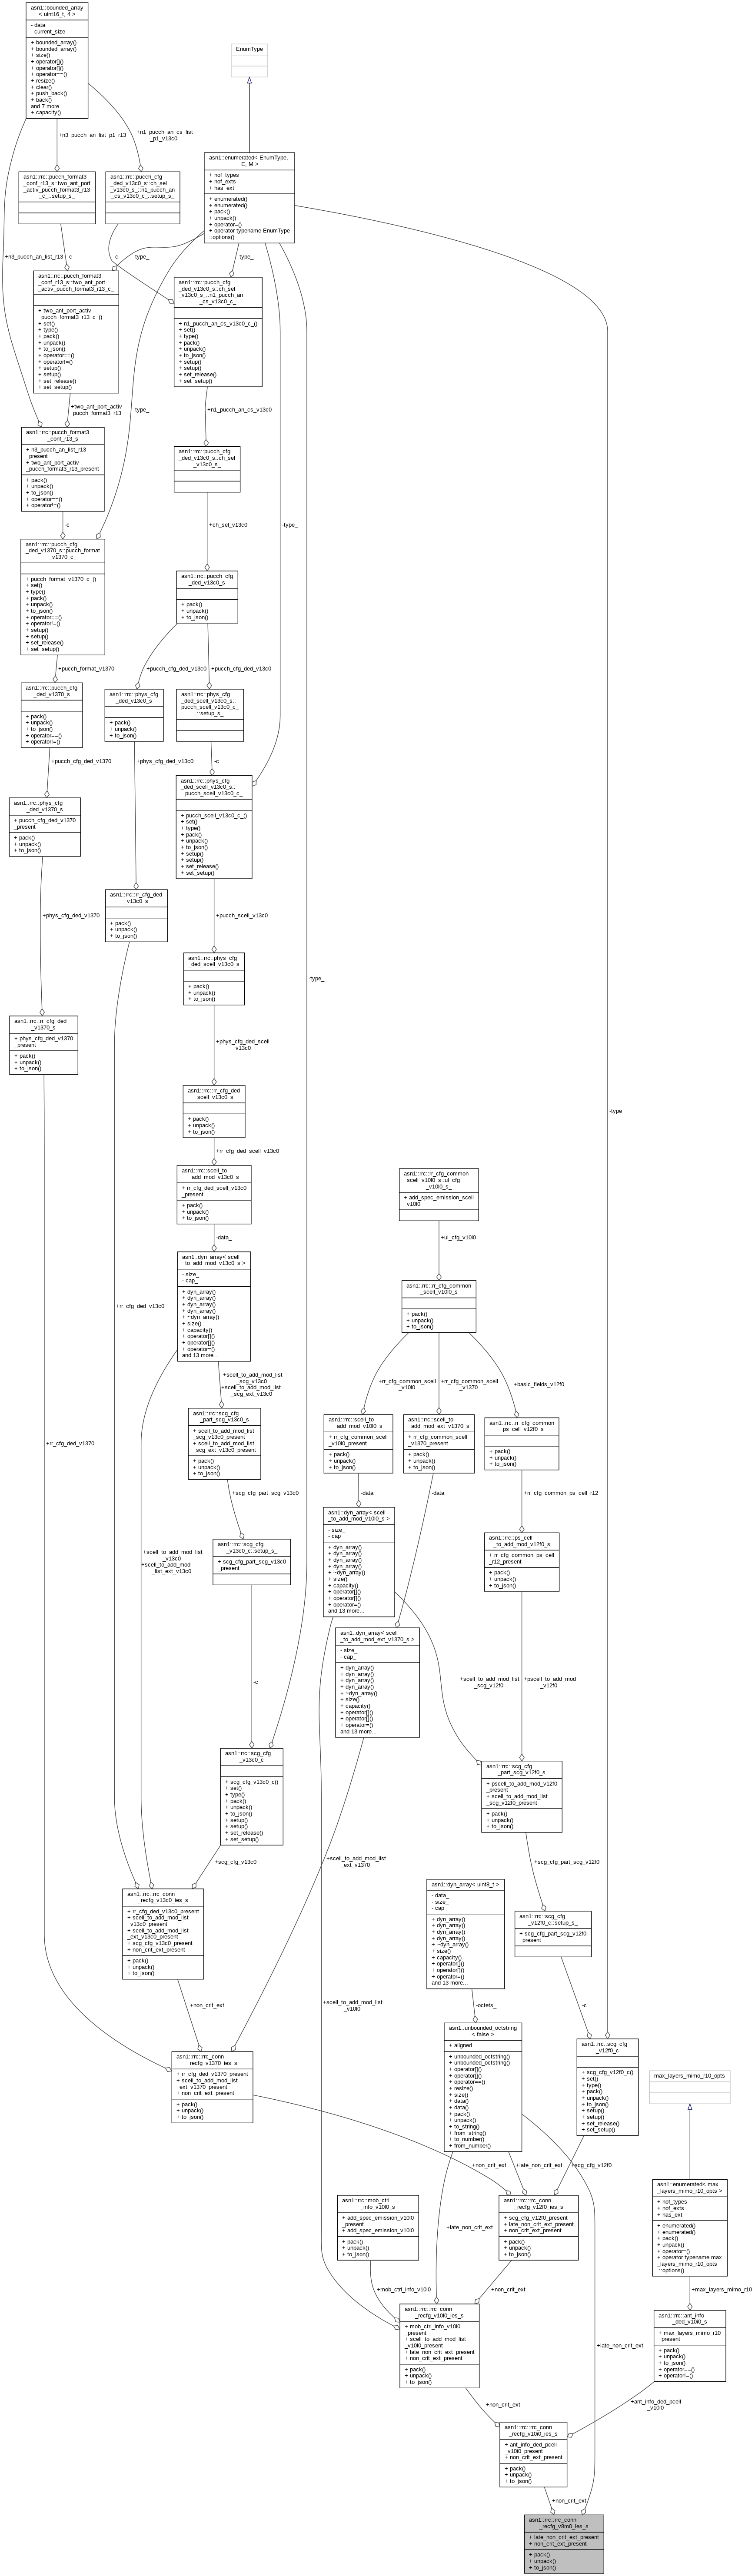 asn1::bounded_array
< uint16_t, 4 >
- data_
- current_size
+ bounded_array()
+ bounded_array()
+ size()
+ operator[]()
+ operator[]()
+ operator==()
+ resize()
+ clear()
+ push_back()
+ back()
and 7 more...
+ capacity()
EnumType
+n3_pucch_an_list_p1_r13
+n1_pucch_an_cs_list
_p1_v13c0
asn1::enumerated< EnumType,
E, M >
+ nof_types
+ nof_exts
+ has_ext
+ enumerated()
+ enumerated()
+ pack()
+ unpack()
+ operator=()
+ operator typename EnumType
::options()
asn1::rrc::pucch_format3
_conf_r13_s::two_ant_port
_activ_pucch_format3_r13
_c_::setup_s_
asn1::rrc::pucch_cfg
_ded_v13c0_s::ch_sel
_v13c0_s_::n1_pucch_an
_cs_v13c0_c_::setup_s_
+n3_pucch_an_list_r13
-c
-c
-type_
-type_
asn1::rrc::pucch_format3
_conf_r13_s::two_ant_port
_activ_pucch_format3_r13_c_
+ two_ant_port_activ
_pucch_format3_r13_c_()
+ set()
+ type()
+ pack()
+ unpack()
+ to_json()
+ operator==()
+ operator!=()
+ setup()
+ setup()
+ set_release()
+ set_setup()
asn1::rrc::pucch_cfg
_ded_v13c0_s::ch_sel
_v13c0_s_::n1_pucch_an
_cs_v13c0_c_
+ n1_pucch_an_cs_v13c0_c_()
+ set()
+ type()
+ pack()
+ unpack()
+ to_json()
+ setup()
+ setup()
+ set_release()
+ set_setup()
+two_ant_port_activ
_pucch_format3_r13
-type_
+n1_pucch_an_cs_v13c0
asn1::rrc::pucch_format3
_conf_r13_s
+ n3_pucch_an_list_r13
_present
+ two_ant_port_activ
_pucch_format3_r13_present
+ pack()
+ unpack()
+ to_json()
+ operator==()
+ operator!=()
asn1::rrc::pucch_cfg
_ded_v13c0_s::ch_sel
_v13c0_s_
-c
+ch_sel_v13c0
-type_
asn1::rrc::pucch_cfg
_ded_v1370_s::pucch_format
_v1370_c_
+ pucch_format_v1370_c_()
+ set()
+ type()
+ pack()
+ unpack()
+ to_json()
+ operator==()
+ operator!=()
+ setup()
+ setup()
+ set_release()
+ set_setup()
asn1::rrc::pucch_cfg
_ded_v13c0_s
+ pack()
+ unpack()
+ to_json()
+pucch_format_v1370
+pucch_cfg_ded_v13c0
+pucch_cfg_ded_v13c0
asn1::rrc::pucch_cfg
_ded_v1370_s
+ pack()
+ unpack()
+ to_json()
+ operator==()
+ operator!=()
asn1::rrc::phys_cfg
_ded_v13c0_s
+ pack()
+ unpack()
+ to_json()
asn1::rrc::phys_cfg
_ded_scell_v13c0_s::
pucch_scell_v13c0_c_
::setup_s_
+pucch_cfg_ded_v1370
+phys_cfg_ded_v13c0
-c
asn1::rrc::phys_cfg
_ded_v1370_s
+ pucch_cfg_ded_v1370
_present
+ pack()
+ unpack()
+ to_json()
asn1::rrc::phys_cfg
_ded_scell_v13c0_s::
pucch_scell_v13c0_c_
+ pucch_scell_v13c0_c_()
+ set()
+ type()
+ pack()
+ unpack()
+ to_json()
+ setup()
+ setup()
+ set_release()
+ set_setup()
+phys_cfg_ded_v1370
asn1::rrc::rr_cfg_ded
_v13c0_s
+ pack()
+ unpack()
+ to_json()
+pucch_scell_v13c0
asn1::rrc::phys_cfg
_ded_scell_v13c0_s
+ pack()
+ unpack()
+ to_json()
-type_
asn1::rrc::rr_cfg_ded
_v1370_s
+ phys_cfg_ded_v1370
_present
+ pack()
+ unpack()
+ to_json()
+phys_cfg_ded_scell
_v13c0
asn1::rrc::rr_cfg_ded
_scell_v13c0_s
+ pack()
+ unpack()
+ to_json()
-type_
+rr_cfg_ded_scell_v13c0
asn1::rrc::scell_to
_add_mod_v13c0_s
+ rr_cfg_ded_scell_v13c0
_present
+ pack()
+ unpack()
+ to_json()
asn1::rrc::rr_cfg_common
_scell_v10l0_s::ul_cfg
_v10l0_s_
+ add_spec_emission_scell
_v10l0
-data_
+ul_cfg_v10l0
asn1::dyn_array< scell
_to_add_mod_v13c0_s >
- size_
- cap_
+ dyn_array()
+ dyn_array()
+ dyn_array()
+ dyn_array()
+ ~dyn_array()
+ size()
+ capacity()
+ operator[]()
+ operator[]()
+ operator=()
and 13 more...
asn1::rrc::rr_cfg_common
_scell_v10l0_s
+ pack()
+ unpack()
+ to_json()
+rr_cfg_ded_v13c0
+scell_to_add_mod_list
_scg_v13c0
+scell_to_add_mod_list
_scg_ext_v13c0
+rr_cfg_common_scell
_v10l0
+rr_cfg_common_scell
_v1370
+basic_fields_v12f0
asn1::rrc::scg_cfg
_part_scg_v13c0_s
+ scell_to_add_mod_list
_scg_v13c0_present
+ scell_to_add_mod_list
_scg_ext_v13c0_present
+ pack()
+ unpack()
+ to_json()
asn1::rrc::scell_to
_add_mod_v10l0_s
+ rr_cfg_common_scell
_v10l0_present
+ pack()
+ unpack()
+ to_json()
asn1::rrc::scell_to
_add_mod_ext_v1370_s
+ rr_cfg_common_scell
_v1370_present
+ pack()
+ unpack()
+ to_json()
asn1::rrc::rr_cfg_common
_ps_cell_v12f0_s
+ pack()
+ unpack()
+ to_json()
+rr_cfg_ded_v1370
+scg_cfg_part_scg_v13c0
-data_
-data_
+rr_cfg_common_ps_cell_r12
asn1::dyn_array< scell
_to_add_mod_v10l0_s >
- size_
- cap_
+ dyn_array()
+ dyn_array()
+ dyn_array()
+ dyn_array()
+ ~dyn_array()
+ size()
+ capacity()
+ operator[]()
+ operator[]()
+ operator=()
and 13 more...
asn1::rrc::scg_cfg
_v13c0_c::setup_s_
+ scg_cfg_part_scg_v13c0
_present
asn1::rrc::ps_cell
_to_add_mod_v12f0_s
+ rr_cfg_common_ps_cell
_r12_present
+ pack()
+ unpack()
+ to_json()
+scell_to_add_mod_list
_v13c0
+scell_to_add_mod
_list_ext_v13c0
asn1::dyn_array< scell
_to_add_mod_ext_v1370_s >
- size_
- cap_
+ dyn_array()
+ dyn_array()
+ dyn_array()
+ dyn_array()
+ ~dyn_array()
+ size()
+ capacity()
+ operator[]()
+ operator[]()
+ operator=()
and 13 more...
-c
+scell_to_add_mod_list
_scg_v12f0
+pscell_to_add_mod
_v12f0
asn1::rrc::scg_cfg
_v13c0_c
+ scg_cfg_v13c0_c()
+ set()
+ type()
+ pack()
+ unpack()
+ to_json()
+ setup()
+ setup()
+ set_release()
+ set_setup()
asn1::rrc::scg_cfg
_part_scg_v12f0_s
+ pscell_to_add_mod_v12f0
_present
+ scell_to_add_mod_list
_scg_v12f0_present
+ pack()
+ unpack()
+ to_json()
+scg_cfg_v13c0
+scell_to_add_mod_list
_ext_v1370
+scg_cfg_part_scg_v12f0
asn1::rrc::rrc_conn
_recfg_v13c0_ies_s
+ rr_cfg_ded_v13c0_present
+ scell_to_add_mod_list
_v13c0_present
+ scell_to_add_mod_list
_ext_v13c0_present
+ scg_cfg_v13c0_present
+ non_crit_ext_present
+ pack()
+ unpack()
+ to_json()
asn1::dyn_array< uint8_t >
- data_
- size_
- cap_
+ dyn_array()
+ dyn_array()
+ dyn_array()
+ dyn_array()
+ ~dyn_array()
+ size()
+ capacity()
+ operator[]()
+ operator[]()
+ operator=()
and 13 more...
asn1::rrc::scg_cfg
_v12f0_c::setup_s_
+ scg_cfg_part_scg_v12f0
_present
+non_crit_ext
+scell_to_add_mod_list
_v10l0
-octets_
-c
asn1::rrc::rrc_conn
_recfg_v1370_ies_s
+ rr_cfg_ded_v1370_present
+ scell_to_add_mod_list
_ext_v1370_present
+ non_crit_ext_present
+ pack()
+ unpack()
+ to_json()
asn1::unbounded_octstring
< false >
+ aligned
+ unbounded_octstring()
+ unbounded_octstring()
+ operator[]()
+ operator[]()
+ operator==()
+ resize()
+ size()
+ data()
+ data()
+ pack()
+ unpack()
+ to_string()
+ from_string()
+ to_number()
+ from_number()
asn1::rrc::scg_cfg
_v12f0_c
+ scg_cfg_v12f0_c()
+ set()
+ type()
+ pack()
+ unpack()
+ to_json()
+ setup()
+ setup()
+ set_release()
+ set_setup()
max_layers_mimo_r10_opts
+non_crit_ext
+late_non_crit_ext
+scg_cfg_v12f0
asn1::rrc::mob_ctrl
_info_v10l0_s
+ add_spec_emission_v10l0
_present
+ add_spec_emission_v10l0
+ pack()
+ unpack()
+ to_json()
+late_non_crit_ext
asn1::rrc::rrc_conn
_recfg_v12f0_ies_s
+ scg_cfg_v12f0_present
+ late_non_crit_ext_present
+ non_crit_ext_present
+ pack()
+ unpack()
+ to_json()
asn1::enumerated< max
_layers_mimo_r10_opts >
+ nof_types
+ nof_exts
+ has_ext
+ enumerated()
+ enumerated()
+ pack()
+ unpack()
+ operator=()
+ operator typename max
_layers_mimo_r10_opts
::options()
+mob_ctrl_info_v10l0
+non_crit_ext
+max_layers_mimo_r10
asn1::rrc::rrc_conn
_recfg_v10l0_ies_s
+ mob_ctrl_info_v10l0
_present
+ scell_to_add_mod_list
_v10l0_present
+ late_non_crit_ext_present
+ non_crit_ext_present
+ pack()
+ unpack()
+ to_json()
asn1::rrc::ant_info
_ded_v10i0_s
+ max_layers_mimo_r10
_present
+ pack()
+ unpack()
+ to_json()
+ operator==()
+ operator!=()
+late_non_crit_ext
+non_crit_ext
+ant_info_ded_pcell
_v10i0
asn1::rrc::rrc_conn
_recfg_v10i0_ies_s
+ ant_info_ded_pcell
_v10i0_present
+ non_crit_ext_present
+ pack()
+ unpack()
+ to_json()
+non_crit_ext
asn1::rrc::rrc_conn
_recfg_v8m0_ies_s
+ late_non_crit_ext_present
+ non_crit_ext_present
+ pack()
+ unpack()
+ to_json()